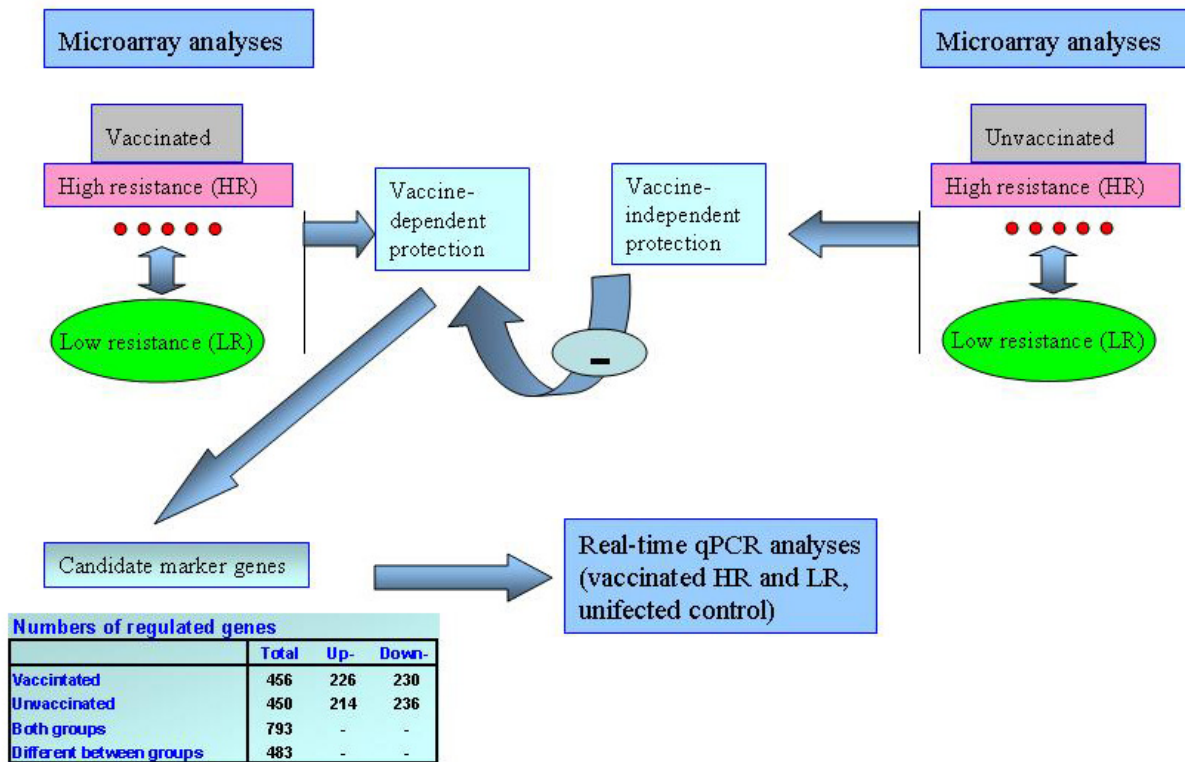 Microarray analyses
Microarray analyses
Vaccinated
High resistance (HR)
Low resistance (LR)
Vaccine-
dependent
protection
Vaccine-
independent
protection
Unvaccinated
High resistance (HR)
Low resistance (LR)
-
Candidate marker genes
Real-time qPCR analyses
(vaccinated HR and LR,
unifected control)
Numbers of regulated genes
Total Up- Down-
Vaccintated 456 226 230
Unvaccinated 450 214 236
Both groups 793 - -
Different between groups 483 - -